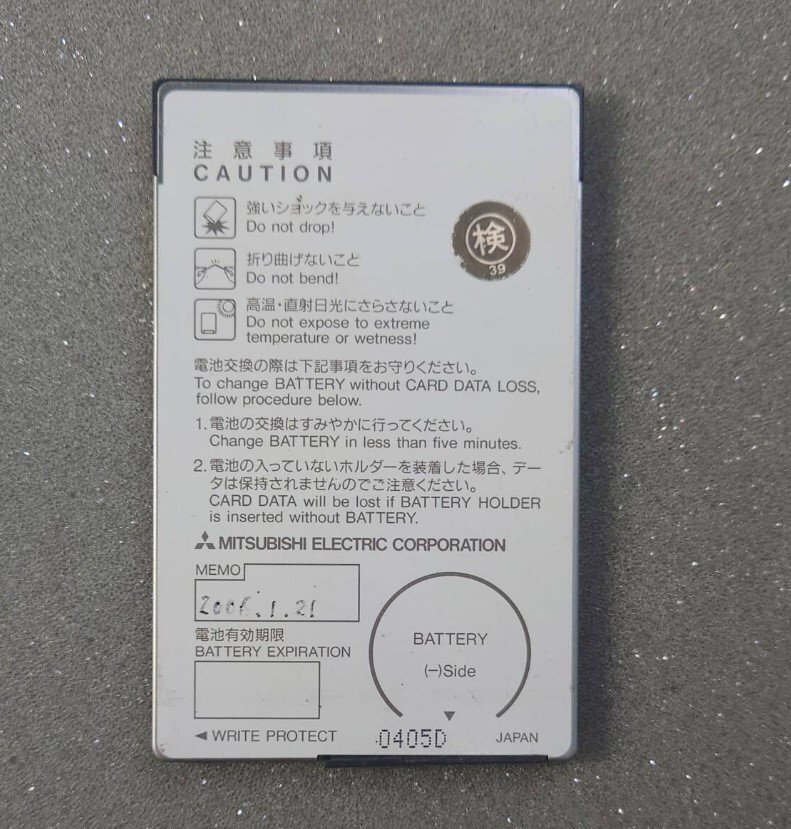 注意事項
CAUTION
強いショックを与えないこと
Do not drop!
検
39
折り曲げないこと
Do not bend!
高温・直射日光にさらさないこと
Do not expose to extreme
temperature or wetness!
電池交換の際は下記事項をお守りください。
To change BATTERY without CARD DATA LOSS,
follow procedure below.
1. 電池の交換はすみやかに行ってください。
Change BATTERY in less than five minutes.
2. 電池の入っていないホルダーを装着した場合、デー
タは保持されませんのでご注意ください。
CARD DATA will be lost if BATTERY HOLDER
is inserted without BATTERY.
MITSUBISHI ELECTRIC CORPORATION
MEMO
2006.1.21
電池有効期限
BATTERY EXPIRATION
BATTERY
(−)Side
◀ WRITE PROTECT
0405D
JAPAN